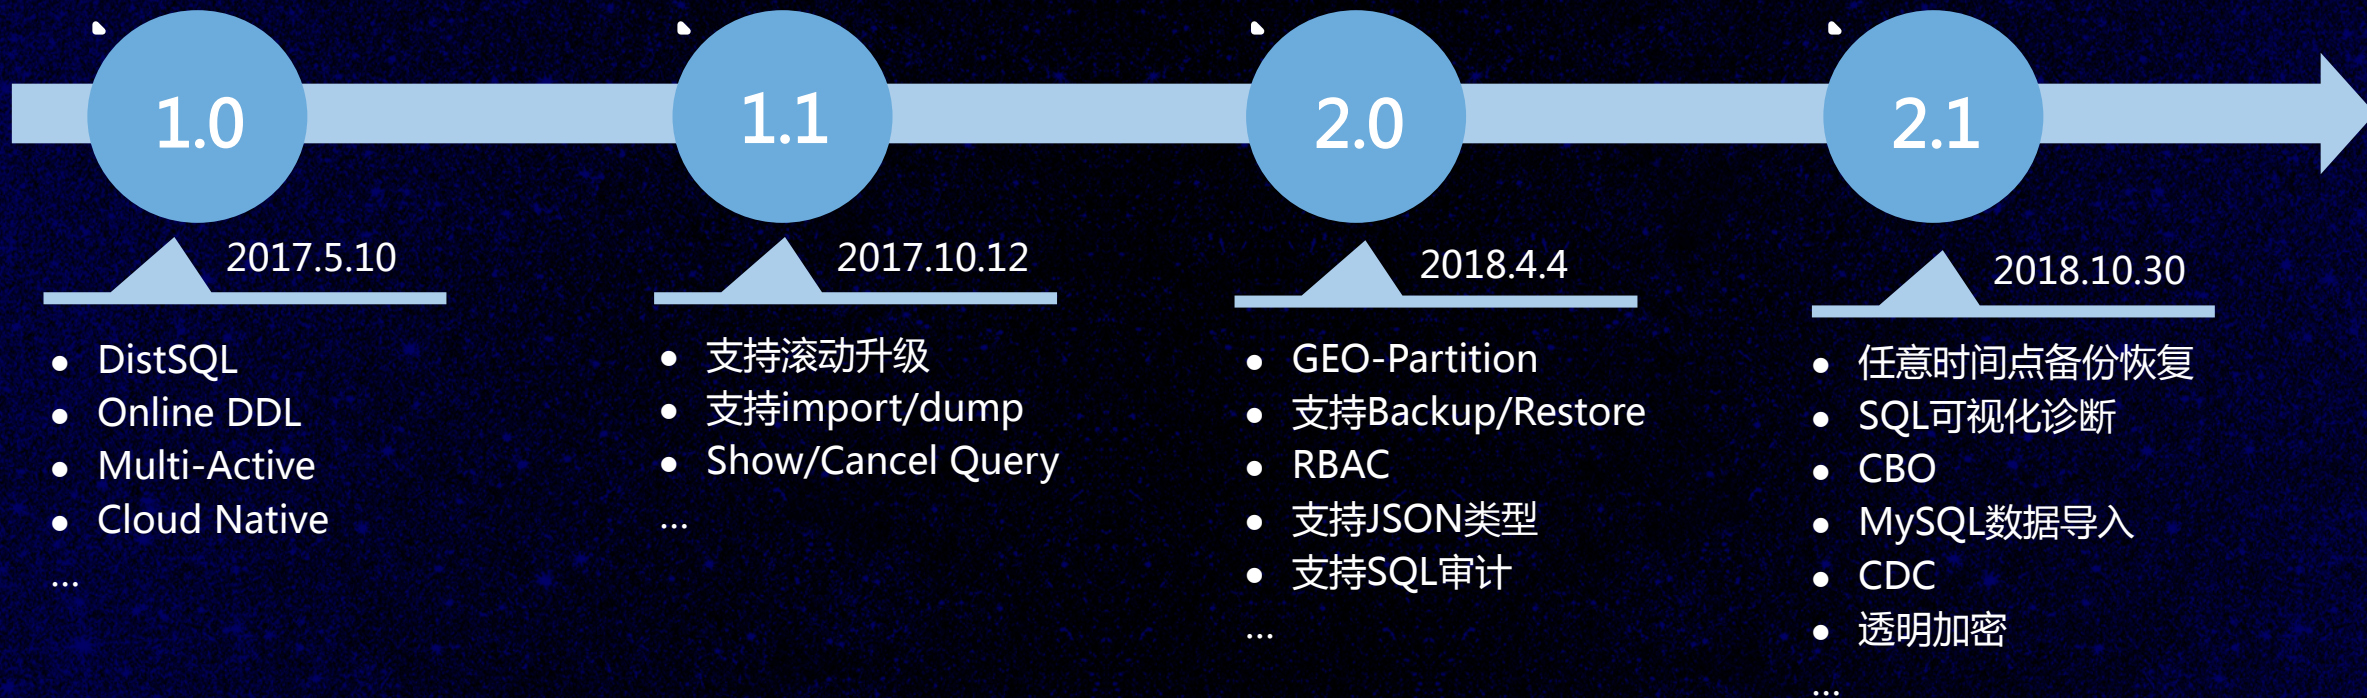 1.0
2017.5.10
● DistSQL
● Online DDL
● Multi-Active
● Cloud Native
...
1.1
2017.10.12
● 支持滚动升级
● 支持import/dump
● Show/Cancel Query
...
2.0
2018.4.4
● GEO-Partition
● 支持Backup/Restore
● RBAC
● 支持JSON类型
● 支持SQL审计
...
2.1
2018.10.30
● 任意时间点备份恢复
● SQL可视化诊断
● CBO
● MySQL数据导入
● CDC
● 透明加密
...